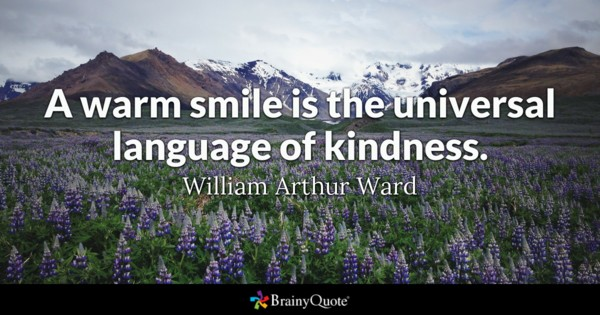 A warm smile is the universal
language of kindness.
William Arthur Ward
BrainyQuote®